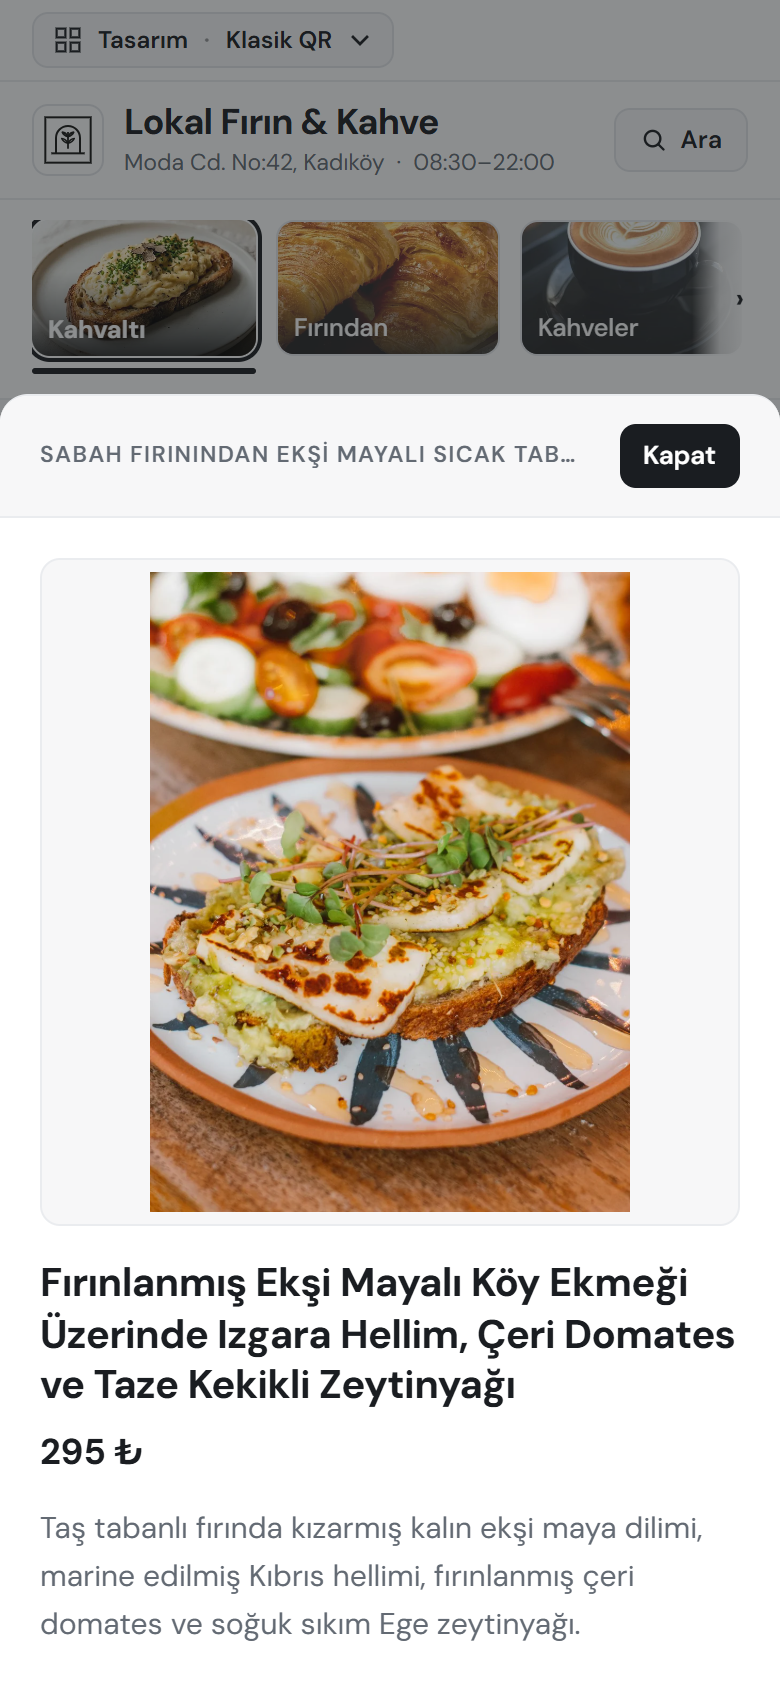 Tasarım · Klasik QR
Lokal Fırın & Kahve
Moda Cd. No:42, Kadıköy · 08:30–22:00
Ara
Kahvaltı
Fırından
Kahveler
SABAH FIRININDAN EKŞİ MAYALI SICAK TAB...
Kapat
Fırınlanmış Ekşi Mayalı Köy Ekmeği
Üzerinde Izgara Hellim, Çeri Domates
ve Taze Kekikli Zeytinyağı
295 ₺
Taş tabanlı fırında kızarmış kalın ekşi maya dilimi,
marine edilmiş Kıbrıs hellimi, fırınlanmış çeri
domates ve soğuk sıkım Ege zeytinyağı.